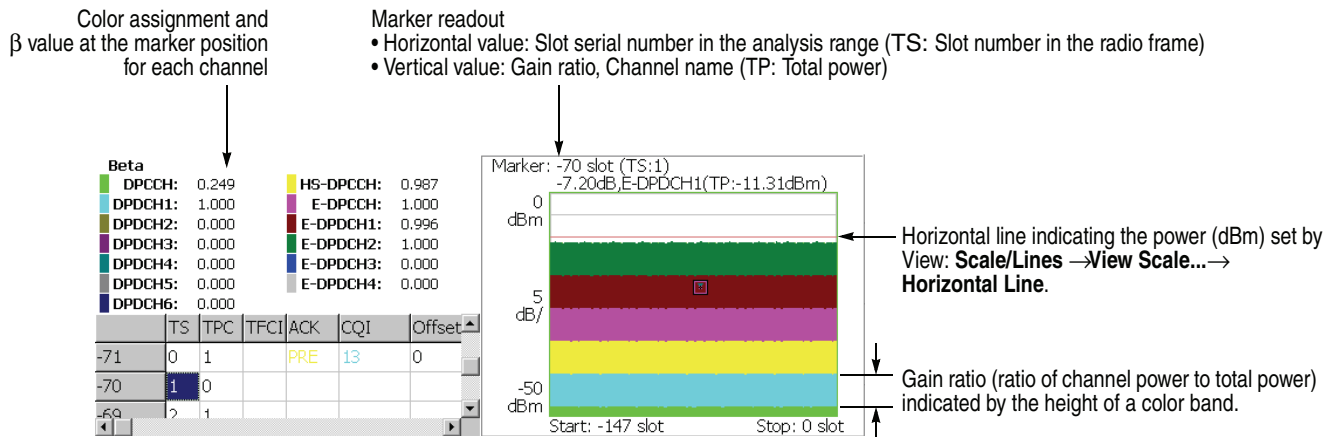 Color assignment and
β value at the marker position
for each channel
Marker readout
• Horizontal value: Slot serial number in the analysis range (TS: Slot number in the radio frame)
• Vertical value: Gain ratio, Channel name (TP: Total power)
Beta
DPCCH: 0.249 HS-DPCCH: 0.987
DPDCH1: 1.000 E-DPCCH: 1.000
DPDCH2: 0.000 E-DPDCH1: 0.996
DPDCH3: 0.000 E-DPDCH2: 1.000
DPDCH4: 0.000 E-DPDCH3: 0.000
DPDCH5: 0.000 E-DPDCH4: 0.000
DPDCH6: 0.000
TS TPC TFCI ACK CQI Offset
-71 0 1 PRE 13 0
-70 1 0
-69 2 1
Marker: -70 slot (TS:1)
-7.20dB,E-DPDCH1(TP:-11.31dBm)
0
dBm
5
dB/
-50
dBm
Start: -147 slot Stop: 0 slot
Horizontal line indicating the power (dBm) set by
View: Scale/Lines →View Scale...→
Horizontal Line.
Gain ratio (ratio of channel power to total power)
indicated by the height of a color band.